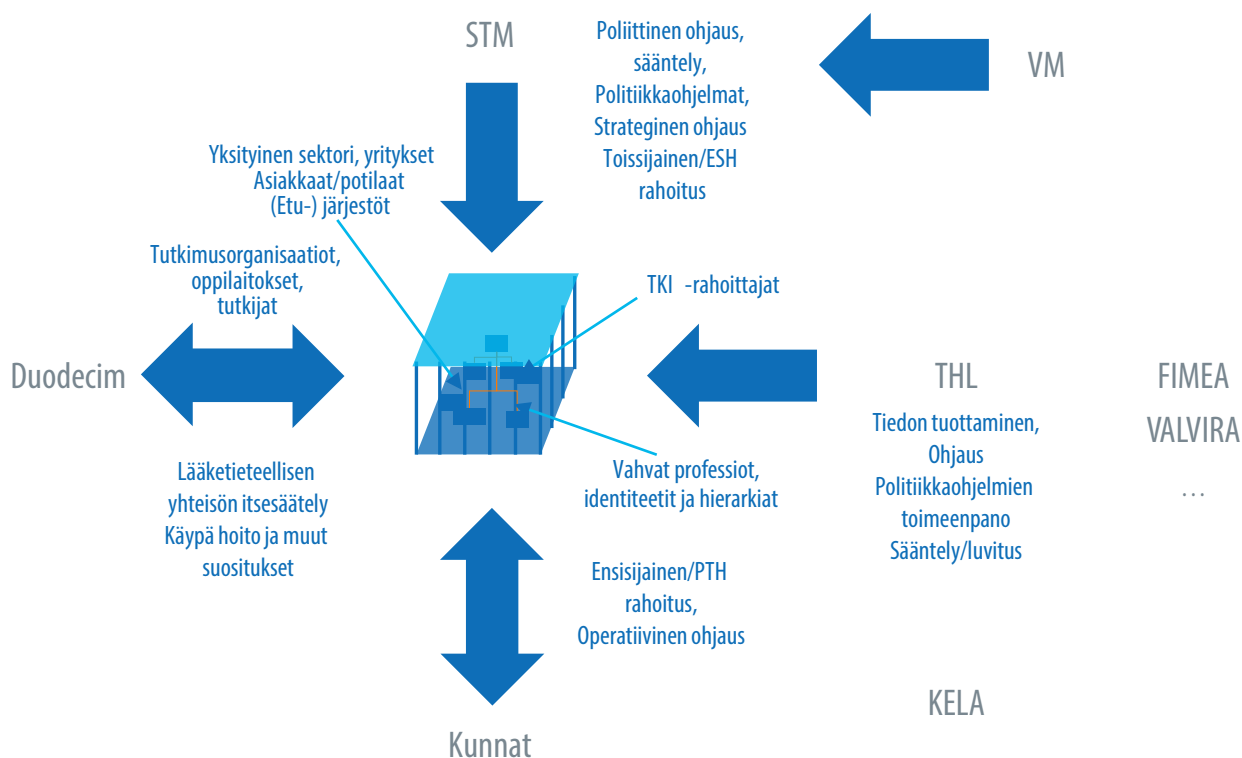 STM
Poliittinen ohjaus,
sääntely,
Politiikkaohjelmat,
Strateginen ohjaus
Toissijainen/ESH
rahoitus
VM
Yksityinen sektori, yritykset
Asiakkaat/potilaat
(Etu-) järjestöt
Tutkimusorganisaatiot,
oppilaitokset,
tutkijat
TKI -rahoittajat
Duodecim
THL
FIMEA
VALVIRA
...
Tiedon tuottaminen,
Ohjaus
Politiikkaohjelmien
toimeenpano
Sääntely/luvitus
Lääketieteellisen
yhteisön itsesäätely
Käypä hoito ja muut
suositukset
Vahvat professiot,
identiteetit ja hierarkiat
Ensisijainen/PTH
rahoitus,
Operatiivinen ohjaus
KELA
Kunnat